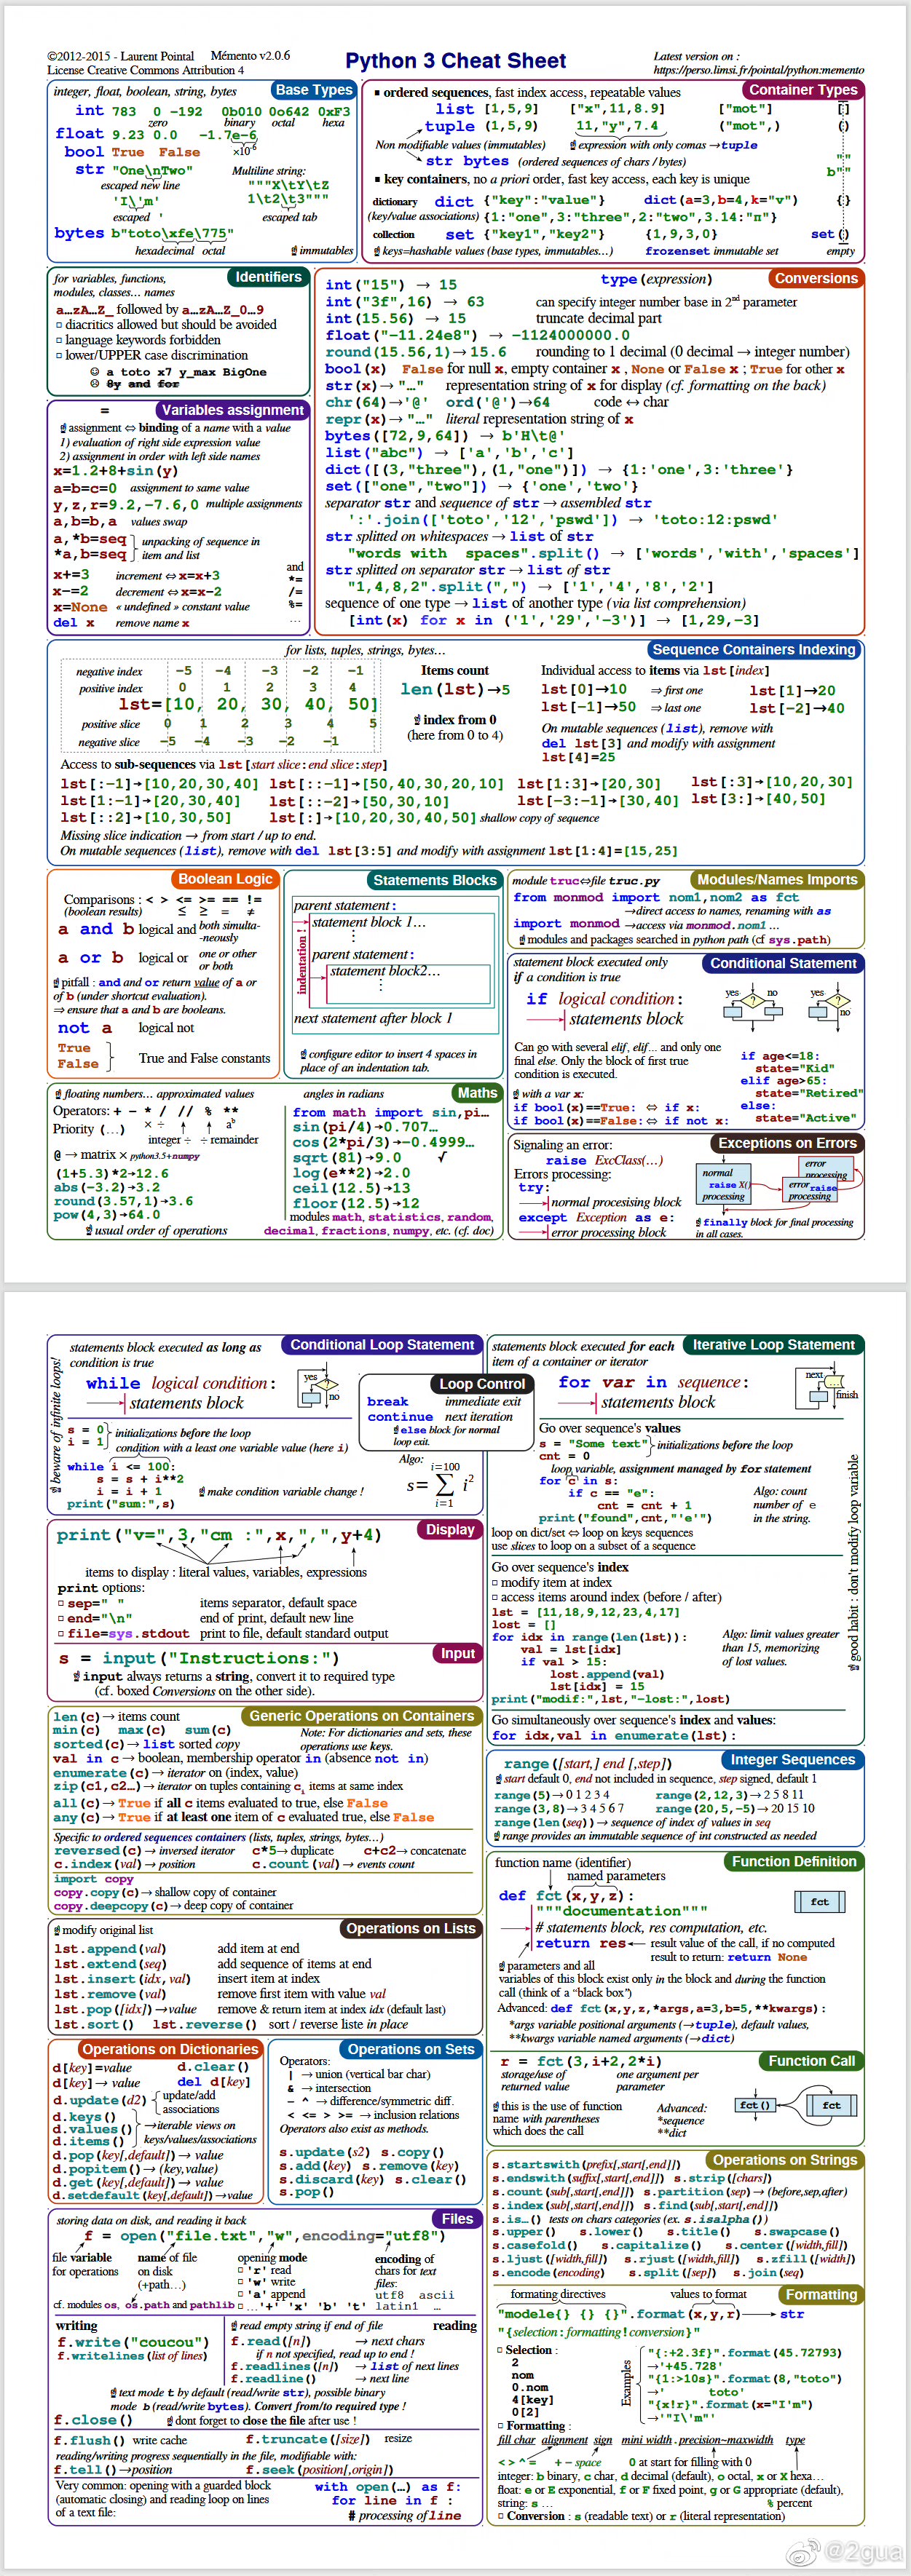 ©2012-2015 - Laurent Pointal Mémento v2.0.6
License Creative Commons Attribution 4
Python 3 Cheat Sheet
Latest version on :
https://perso.limsi.fr/pointal/python:memento
Base Types
integer, float, boolean, string, bytes
int 783 0 -192 0b010 0o642 0xF3
zero binary octal hexa
float 9.23 0.0 -1.7e-6
×10⁻⁶
bool True False
str "One\nTwo"
escaped new line
'I\'m'
escaped '
Multiline string:
"""X\tY\tZ
1\t2\t3"""
escaped tab
bytes b"toto\xfe\775"
hexadecimal octal
☝ immutables
Container Types
▪ ordered sequences, fast index access, repeatable values
list [1,5,9] ["x",11,8.9] ["mot"] []
tuple (1,5,9) 11,"y",7.4 ("mot",) ()
Non modifiable values (immutables) ☝ expression with only comas →tuple
str bytes (ordered sequences of chars / bytes)
""
b""
▪ key containers, no a priori order, fast key access, each key is unique
dictionary dict {"key":"value"} dict(a=3,b=4,k="v") {}
(key/value associations) {1:"one",3:"three",2:"two",3.14:"π"}
collection set {"key1","key2"} {1,9,3,0} set()
☝ keys=hashable values (base types, immutables…) frozenset immutable set empty
Identifiers
for variables, functions,
modules, classes… names
a…zA…Z_ followed by a…zA…Z_0…9
▫ diacritics allowed but should be avoided
▫ language keywords forbidden
▫ lower/UPPER case discrimination
☺ a toto x7 y_max BigOne
☹ 8y and for
= Variables assignment
☝ assignment ⇔ binding of a name with a value
1) evaluation of right side expression value
2) assignment in order with left side names
x=1.2+8+sin(y)
a=b=c=0 assignment to same value
y,z,r=9.2,-7.6,0 multiple assignments
a,b=b,a values swap
a,*b=seq
*a,b=seq
unpacking of sequence in
item and list
x+=3 increment ⇔ x=x+3
x-=2 decrement ⇔ x=x-2
x=None « undefined » constant value
del x remove name x
and
*=
/=
%=
…
Conversions
int("15") → 15 type(expression)
int("3f",16) → 63 can specify integer number base in 2nd parameter
int(15.56) → 15 truncate decimal part
float("-11.24e8") → -1124000000.0
round(15.56,1)→ 15.6 rounding to 1 decimal (0 decimal → integer number)
bool(x) False for null x, empty container x , None or False x ; True for other x
str(x)→ "…" representation string of x for display (cf. formatting on the back)
chr(64)→'@' ord('@')→64 code ↔ char
repr(x)→ "…" literal representation string of x
bytes([72,9,64]) → b'H\t@'
list("abc") → ['a','b','c']
dict([(3,"three"),(1,"one")]) → {1:'one',3:'three'}
set(["one","two"]) → {'one','two'}
separator str and sequence of str → assembled str
':'.join(['toto','12','pswd']) → 'toto:12:pswd'
str splitted on whitespaces → list of str
"words with  spaces".split() → ['words','with','spaces']
str splitted on separator str → list of str
"1,4,8,2".split(",") → ['1','4','8','2']
sequence of one type → list of another type (via list comprehension)
[int(x) for x in ('1','29','-3')] → [1,29,-3]
Sequence Containers Indexing
for lists, tuples, strings, bytes…
negative index -5 -4 -3 -2 -1
positive index 0 1 2 3 4
lst=[10, 20, 30, 40, 50]
positive slice 0 1 2 3 4 5
negative slice -5 -4 -3 -2 -1
Items count
len(lst)→5
☝ index from 0
(here from 0 to 4)
Individual access to items via lst[index]
lst[0]→10 ⇒ first one lst[1]→20
lst[-1]→50 ⇒ last one lst[-2]→40
On mutable sequences (list), remove with
del lst[3] and modify with assignment
lst[4]=25
Access to sub-sequences via lst[start slice:end slice:step]
lst[:-1]→[10,20,30,40] lst[::-1]→[50,40,30,20,10] lst[1:3]→[20,30] lst[:3]→[10,20,30]
lst[1:-1]→[20,30,40] lst[::-2]→[50,30,10] lst[-3:-1]→[30,40] lst[3:]→[40,50]
lst[::2]→[10,30,50] lst[:]→[10,20,30,40,50] shallow copy of sequence
Missing slice indication → from start / up to end.
On mutable sequences (list), remove with del lst[3:5] and modify with assignment lst[1:4]=[15,25]
Boolean Logic
Comparisons : < > <= >= == !=
(boolean results) ≤ ≥ = ≠
a and b logical and both simulta-
-neously
a or b logical or one or other
or both
☝ pitfall : and and or return value of a or
of b (under shortcut evaluation).
⇒ ensure that a and b are booleans.
not a logical not
True
False
True and False constants
Statements Blocks
parent statement:
statement block 1…
⋮
parent statement:
statement block2…
⋮
next statement after block 1
indentation !
☝ configure editor to insert 4 spaces in
place of an indentation tab.
Modules/Names Imports
module truc⇔file truc.py
from monmod import nom1,nom2 as fct
→direct access to names, renaming with as
import monmod →access via monmod.nom1 …
☝ modules and packages searched in python path (cf sys.path)
Conditional Statement
statement block executed only
if a condition is true
if logical condition:
statements block
yes ? no
yes ? no
Can go with several elif, elif... and only one
final else. Only the block of first true
condition is executed.
☝ with a var x:
if bool(x)==True: ⇔ if x:
if bool(x)==False: ⇔ if not x:
if age<=18:
state="Kid"
elif age>65:
state="Retired"
else:
state="Active"
Maths
☝ floating numbers… approximated values angles in radians
Operators: + - * / // % **
Priority (…) × ÷ aᵇ
integer ÷ ÷ remainder
@ → matrix × python3.5+numpy
(1+5.3)*2→12.6
abs(-3.2)→3.2
round(3.57,1)→3.6
pow(4,3)→64.0
☝ usual order of operations
from math import sin,pi…
sin(pi/4)→0.707…
cos(2*pi/3)→-0.4999…
sqrt(81)→9.0 √
log(e**2)→2.0
ceil(12.5)→13
floor(12.5)→12
modules math, statistics, random,
decimal, fractions, numpy, etc. (cf. doc)
Exceptions on Errors
Signaling an error:
raise ExcClass(…)
Errors processing:
try:
normal procesising block
except Exception as e:
error processing block
normal
raise X()
processing
error
processing
error raise
processing
☝ finally block for final processing
in all cases.
Conditional Loop Statement
statements block executed as long as
condition is true
while logical condition:
statements block
yes ? no
☝ beware of infinite loops!
s = 0
i = 1
initializations before the loop
condition with a least one variable value (here i)
while i <= 100:
s = s + i**2
i = i + 1
print("sum:",s)
☝ make condition variable change !
Algo:
i=100
s= ∑ i²
i=1
Loop Control
break immediate exit
continue next iteration
☝ else block for normal
loop exit.
Iterative Loop Statement
statements block executed for each
item of a container or iterator
for var in sequence:
statements block
next
…
finish
Go over sequence's values
s = "Some text"
cnt = 0
initializations before the loop
loop variable, assignment managed by for statement
for c in s:
if c == "e":
cnt = cnt + 1
print("found",cnt,"'e'")
Algo: count
number of e
in the string.
loop on dict/set ⇔ loop on keys sequences
use slices to loop on a subset of a sequence
Go over sequence's index
▫ modify item at index
▫ access items around index (before / after)
lst = [11,18,9,12,23,4,17]
lost = []
for idx in range(len(lst)):
val = lst[idx]
if val > 15:
lost.append(val)
lst[idx] = 15
print("modif:",lst,"-lost:",lost)
Algo: limit values greater
than 15, memorizing
of lost values.
Go simultaneously over sequence's index and values:
for idx,val in enumerate(lst):
☝ good habit : don't modify loop variable
Display
print("v=",3,"cm :",x,",",y+4)
items to display : literal values, variables, expressions
print options:
▫ sep=" " items separator, default space
▫ end="\n" end of print, default new line
▫ file=sys.stdout print to file, default standard output
Input
s = input("Instructions:")
☝ input always returns a string, convert it to required type
(cf. boxed Conversions on the other side).
Generic Operations on Containers
len(c)→ items count
min(c) max(c) sum(c)
sorted(c)→ list sorted copy
Note: For dictionaries and sets, these
operations use keys.
val in c → boolean, membership operator in (absence not in)
enumerate(c)→ iterator on (index, value)
zip(c1,c2…)→ iterator on tuples containing cᵢ items at same index
all(c)→ True if all c items evaluated to true, else False
any(c)→ True if at least one item of c evaluated true, else False
Specific to ordered sequences containers (lists, tuples, strings, bytes…)
reversed(c)→ inversed iterator c*5→ duplicate c+c2→ concatenate
c.index(val)→ position c.count(val)→ events count
import copy
copy.copy(c)→ shallow copy of container
copy.deepcopy(c)→ deep copy of container
Integer Sequences
range([start,] end [,step])
☝ start default 0, end not included in sequence, step signed, default 1
range(5)→ 0 1 2 3 4 range(2,12,3)→ 2 5 8 11
range(3,8)→ 3 4 5 6 7 range(20,5,-5)→ 20 15 10
range(len(seq))→ sequence of index of values in seq
☝ range provides an immutable sequence of int constructed as needed
Operations on Lists
☝ modify original list
lst.append(val) add item at end
lst.extend(seq) add sequence of items at end
lst.insert(idx,val) insert item at index
lst.remove(val) remove first item with value val
lst.pop([idx])→value remove & return item at index idx (default last)
lst.sort() lst.reverse() sort / reverse liste in place
Function Definition
function name (identifier)
named parameters
def fct(x,y,z):
"""documentation"""
# statements block, res computation, etc.
return res
result value of the call, if no computed
result to return: return None
fct
☝ parameters and all
variables of this block exist only in the block and during the function
call (think of a “black box”)
Advanced: def fct(x,y,z,*args,a=3,b=5,**kwargs):
*args variable positional arguments (→tuple), default values,
**kwargs variable named arguments (→dict)
Function Call
r = fct(3,i+2,2*i)
storage/use of
returned value
one argument per
parameter
☝ this is the use of function
name with parentheses
which does the call
Advanced:
*sequence
**dict
fct()
fct
Operations on Dictionaries
d[key]=value d.clear()
d[key]→ value del d[key]
d.update(d2) update/add
associations
d.keys()
d.values()
d.items()
→iterable views on
keys/values/associations
d.pop(key[,default])→ value
d.popitem()→ (key,value)
d.get(key[,default])→ value
d.setdefault(key[,default])→value
Operations on Sets
Operators:
| → union (vertical bar char)
& → intersection
- ^ → difference/symmetric diff.
< <= > >= → inclusion relations
Operators also exist as methods.
s.update(s2) s.copy()
s.add(key) s.remove(key)
s.discard(key) s.clear()
s.pop()
Operations on Strings
s.startswith(prefix[,start[,end]])
s.endswith(suffix[,start[,end]]) s.strip([chars])
s.count(sub[,start[,end]]) s.partition(sep)→ (before,sep,after)
s.index(sub[,start[,end]]) s.find(sub[,start[,end]])
s.is…() tests on chars categories (ex. s.isalpha())
s.upper() s.lower() s.title() s.swapcase()
s.casefold() s.capitalize() s.center([width,fill])
s.ljust([width,fill]) s.rjust([width,fill]) s.zfill([width])
s.encode(encoding) s.split([sep]) s.join(seq)
Files
storing data on disk, and reading it back
f = open("file.txt","w",encoding="utf8")
file variable
for operations
name of file
on disk
(+path…)
opening mode
▫ 'r' read
▫ 'w' write
▫ 'a' append
▫ …'+' 'x' 'b' 't'
encoding of
chars for text
files:
utf8 ascii
latin1 …
cf. modules os, os.path and pathlib
writing
f.write("coucou")
f.writelines(list of lines)
☝ read empty string if end of file reading
f.read([n]) → next chars
if n not specified, read up to end !
f.readlines([n]) → list of next lines
f.readline() → next line
☝ text mode t by default (read/write str), possible binary
mode b (read/write bytes). Convert from/to required type !
f.close() ☝ dont forget to close the file after use !
f.flush() write cache f.truncate([size]) resize
reading/writing progress sequentially in the file, modifiable with:
f.tell()→position f.seek(position[,origin])
Very common: opening with a guarded block
(automatic closing) and reading loop on lines
of a text file:
with open(…) as f:
for line in f :
# processing of line
Formatting
formating directives values to format
"modele{} {} {}".format(x,y,r) → str
"{selection:formatting!conversion}"
▫ Selection :
2
nom
0.nom
4[key]
0[2]
Examples
"{:+2.3f}".format(45.72793)
→'+45.728'
"{1:>10s}".format(8,"toto")
→'      toto'
"{x!r}".format(x="I'm")
→'"I\'m"'
▫ Formatting :
fill char alignment sign mini width.precision~maxwidth type
< > ^ = + - space 0 at start for filling with 0
integer: b binary, c char, d decimal (default), o octal, x or X hexa…
float: e or E exponential, f or F fixed point, g or G appropriate (default),
string: s … % percent
▫ Conversion : s (readable text) or r (literal representation)
@2gua